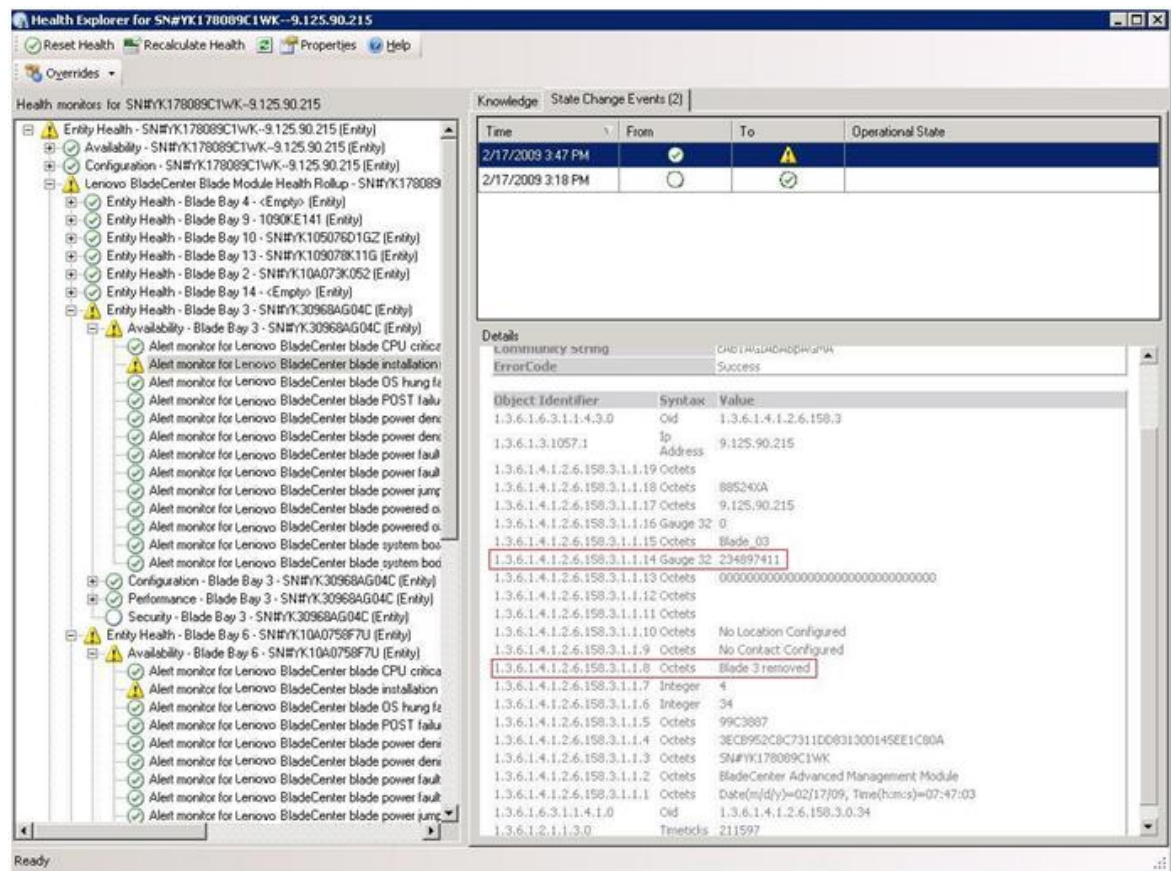 Health Explorer for SN#YK178089C1WK--9.125.90.215
Reset Health Recalculate Health Properties Help
Overrides
Health monitors for SN#YK178089C1WK--9.125.90.215
Entity Health - SN#YK178089C1WK--9.125.90.215 (Entity)
Availability - SN#YK178089C1WK--9.125.90.215 (Entity)
Configuration - SN#YK178089C1WK--9.125.90.215 (Entity)
Lenovo BladeCenter Blade Module Health Rollup - SN#YK178089
Entity Health - Blade Bay 4 - <Empty> (Entity)
Entity Health - Blade Bay 9 - 1090KE141 (Entity)
Entity Health - Blade Bay 10 - SN#YK105076D1GZ (Entity)
Entity Health - Blade Bay 13 - SN#YK109078K11G (Entity)
Entity Health - Blade Bay 2 - SN#YK10A073K052 (Entity)
Entity Health - Blade Bay 14 - <Empty> (Entity)
Entity Health - Blade Bay 3 - SN#YK30968AG04C (Entity)
Availability - Blade Bay 3 - SN#YK30968AG04C (Entity)
Alert monitor for Lenovo BladeCenter blade CPU critica
Alert monitor for Lenovo BladeCenter blade installation
Alert monitor for Lenovo BladeCenter blade OS hung fa
Alert monitor for Lenovo BladeCenter blade POST failu
Alert monitor for Lenovo BladeCenter blade power deni
Alert monitor for Lenovo BladeCenter blade power deni
Alert monitor for Lenovo BladeCenter blade power fault
Alert monitor for Lenovo BladeCenter blade power fault
Alert monitor for Lenovo BladeCenter blade power jump
Alert monitor for Lenovo BladeCenter blade powered o
Alert monitor for Lenovo BladeCenter blade powered o
Alert monitor for Lenovo BladeCenter blade system boa
Alert monitor for Lenovo BladeCenter blade system boo
Configuration - Blade Bay 3 - SN#YK30968AG04C (Entity)
Performance - Blade Bay 3 - SN#YK30968AG04C (Entity)
Security - Blade Bay 3 - SN#YK30968AG04C (Entity)
Entity Health - Blade Bay 6 - SN#YK10A0758F7U (Entity)
Availability - Blade Bay 6 - SN#YK10A0758F7U (Entity)
Alert monitor for Lenovo BladeCenter blade CPU critica
Alert monitor for Lenovo BladeCenter blade installation
Alert monitor for Lenovo BladeCenter blade OS hung fa
Alert monitor for Lenovo BladeCenter blade POST failu
Alert monitor for Lenovo BladeCenter blade power deni
Alert monitor for Lenovo BladeCenter blade power deni
Alert monitor for Lenovo BladeCenter blade power fault
Alert monitor for Lenovo BladeCenter blade power fault
Alert monitor for Lenovo BladeCenter blade power jump
Knowledge State Change Events (2)
Time From To Operational State
2/17/2009 3:47 PM
2/17/2009 3:18 PM
Details
Community String
ErrorCode Success
Object Identifier Syntax Value
1.3.6.1.6.3.1.1.4.3.0 Oid 1.3.6.1.4.1.2.6.158.3
1.3.6.1.3.1057.1 Ip Address 9.125.90.215
1.3.6.1.4.1.2.6.158.3.1.1.19 Octets
1.3.6.1.4.1.2.6.158.3.1.1.18 Octets 88524XA
1.3.6.1.4.1.2.6.158.3.1.1.17 Octets 9.125.90.215
1.3.6.1.4.1.2.6.158.3.1.1.16 Gauge 32 0
1.3.6.1.4.1.2.6.158.3.1.1.15 Octets Blade_03
1.3.6.1.4.1.2.6.158.3.1.1.14 Gauge 32 234897411
1.3.6.1.4.1.2.6.158.3.1.1.13 Octets 00000000000000000000000000000000
1.3.6.1.4.1.2.6.158.3.1.1.12 Octets
1.3.6.1.4.1.2.6.158.3.1.1.11 Octets
1.3.6.1.4.1.2.6.158.3.1.1.10 Octets No Location Configured
1.3.6.1.4.1.2.6.158.3.1.1.9 Octets No Contact Configured
1.3.6.1.4.1.2.6.158.3.1.1.8 Octets Blade 3 removed
1.3.6.1.4.1.2.6.158.3.1.1.7 Integer 4
1.3.6.1.4.1.2.6.158.3.1.1.6 Integer 34
1.3.6.1.4.1.2.6.158.3.1.1.5 Octets 99C3887
1.3.6.1.4.1.2.6.158.3.1.1.4 Octets 3ECB952C8C7311DD831300145EE1C80A
1.3.6.1.4.1.2.6.158.3.1.1.3 Octets SN#YK178089C1WK
1.3.6.1.4.1.2.6.158.3.1.1.2 Octets BladeCenter Advanced Management Module
1.3.6.1.4.1.2.6.158.3.1.1.1 Octets Date(m/d/y)=02/17/09, Time(h:m:s)=07:47:03
1.3.6.1.6.3.1.1.4.1.0 Oid 1.3.6.1.4.1.2.6.158.3.0.34
1.3.6.1.2.1.1.3.0 Timeticks 211597
Ready